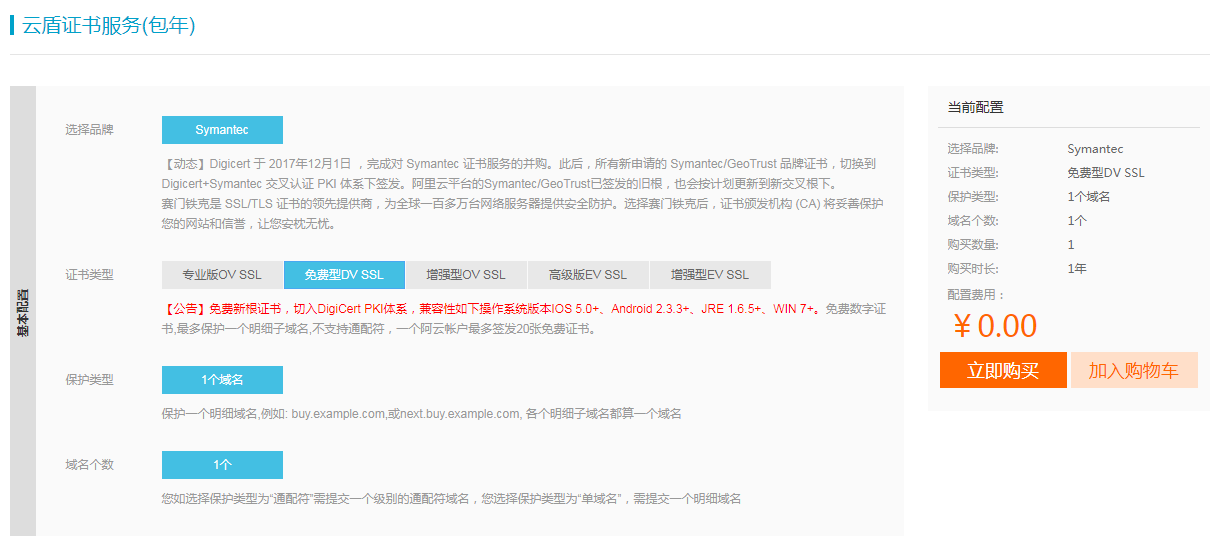 云盾证书服务(包年)
基本配置
选择品牌
Symantec
【动态】Digicert 于 2017年12月1日 ，完成对 Symantec 证书服务的并购。此后，所有新申请的 Symantec/GeoTrust 品牌证书，切换到
Digicert+Symantec 交叉认证 PKI 体系下签发。阿里云平台的Symantec/GeoTrust已签发的旧根，也会按计划更新到新交叉根下。
赛门铁克是 SSL/TLS 证书的领先提供商，为全球一百多万台网络服务器提供安全防护。选择赛门铁克后，证书颁发机构 (CA) 将妥善保护
您的网站和信誉，让您安枕无忧。
证书类型
专业版OV SSL
免费型DV SSL
增强型OV SSL
高级版EV SSL
增强型EV SSL
【公告】免费新根证书，切入DigiCert PKI体系，兼容性如下操作系统版本IOS 5.0+、Android 2.3.3+、JRE 1.6.5+、WIN 7+。免费数字证
书,最多保护一个明细子域名,不支持通配符，一个阿云帐户最多签发20张免费证书。
保护类型
1个域名
保护一个明细域名,例如: buy.example.com,或next.buy.example.com, 各个明细子域名都算一个域名
域名个数
1个
您如选择保护类型为“通配符”需提交一个级别的通配符域名，您选择保护类型为“单域名”，需提交一个明细域名
当前配置
选择品牌: Symantec
证书类型: 免费型DV SSL
保护类型: 1个域名
域名个数: 1个
购买数量: 1
购买时长: 1年
配置费用：
¥ 0.00
立即购买
加入购物车